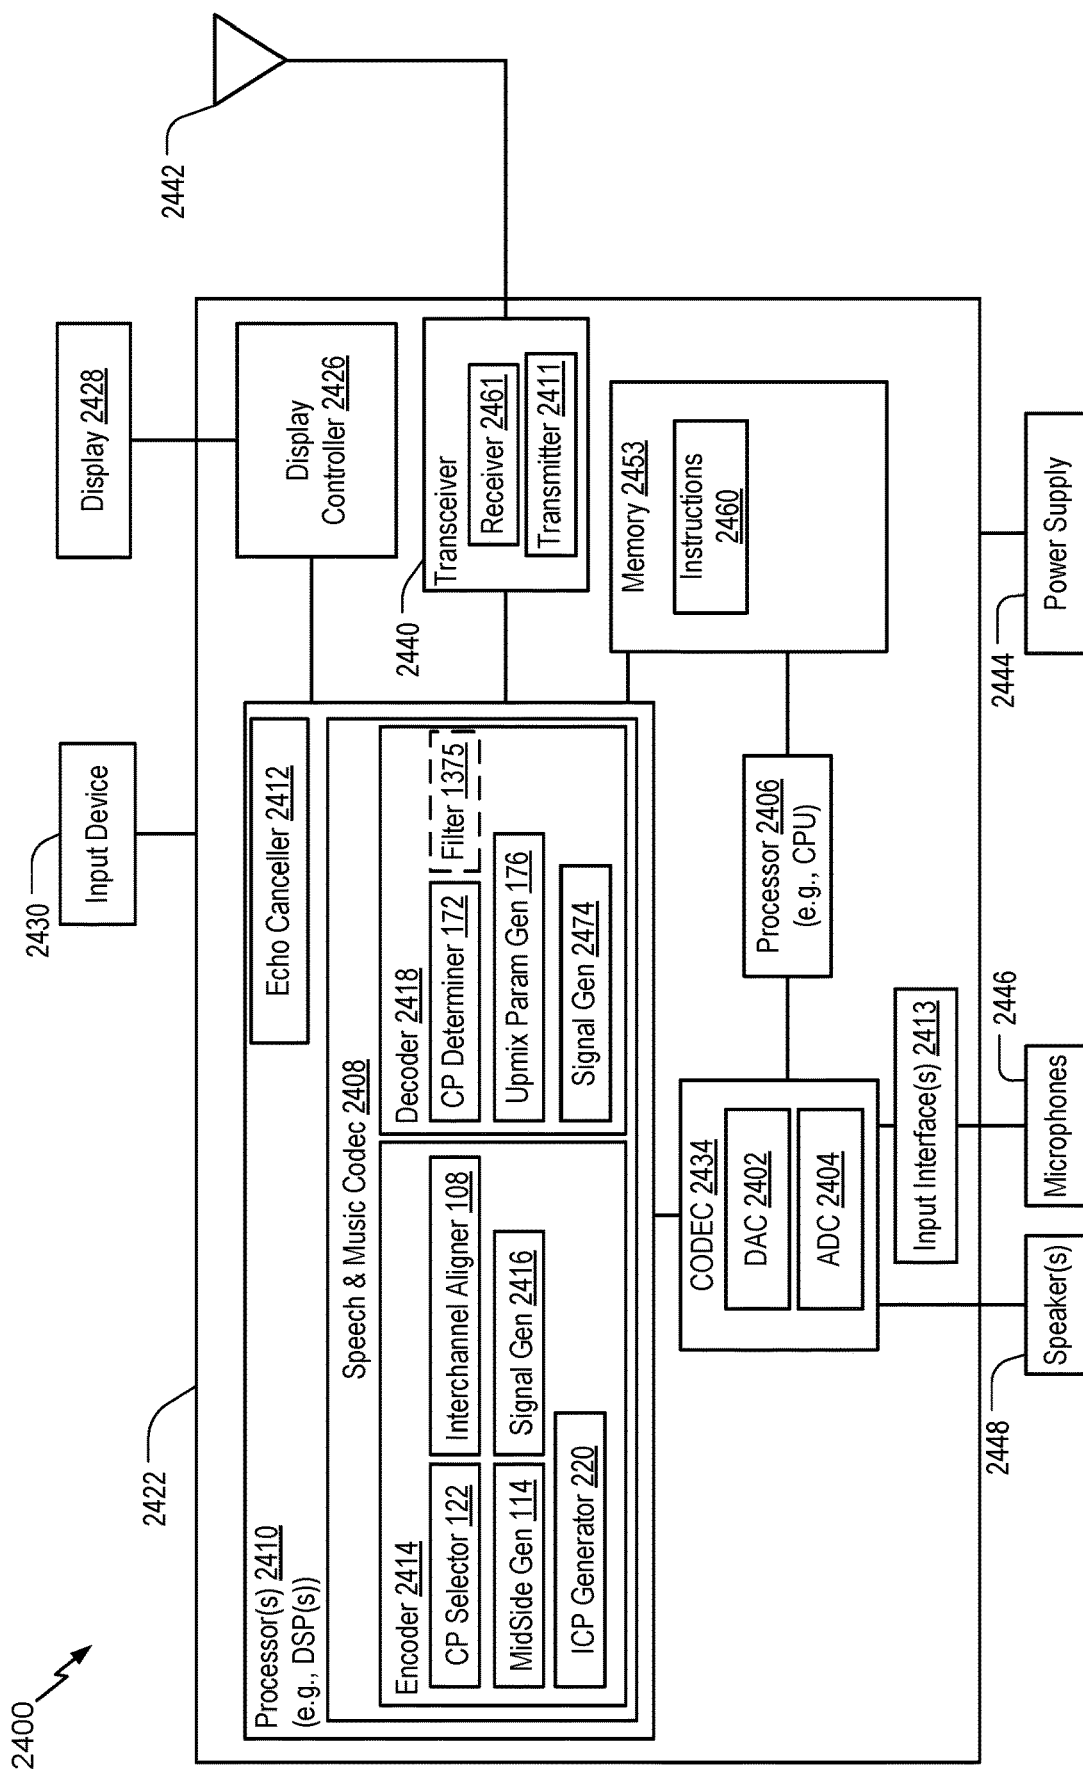 2400
2422
2430
Input Device
Display 2428
2442
Processor(s) 2410
(e.g., DSP(s))
Echo Canceller 2412
Display
Controller 2426
Speech & Music Codec 2408
Encoder 2414
CP Selector 122
Interchannel Aligner 108
MidSide Gen 114
Signal Gen 2416
ICP Generator 220
Decoder 2418
CP Determiner 172
Filter 1375
Upmix Param Gen 176
Signal Gen 2474
2440
Transceiver
Receiver 2461
Transmitter 2411
Memory 2453
Instructions
2460
CODEC 2434
DAC 2402
ADC 2404
Processor 2406
(e.g., CPU)
Input Interface(s) 2413
2448
Speaker(s)
2446
Microphones
2444
Power Supply